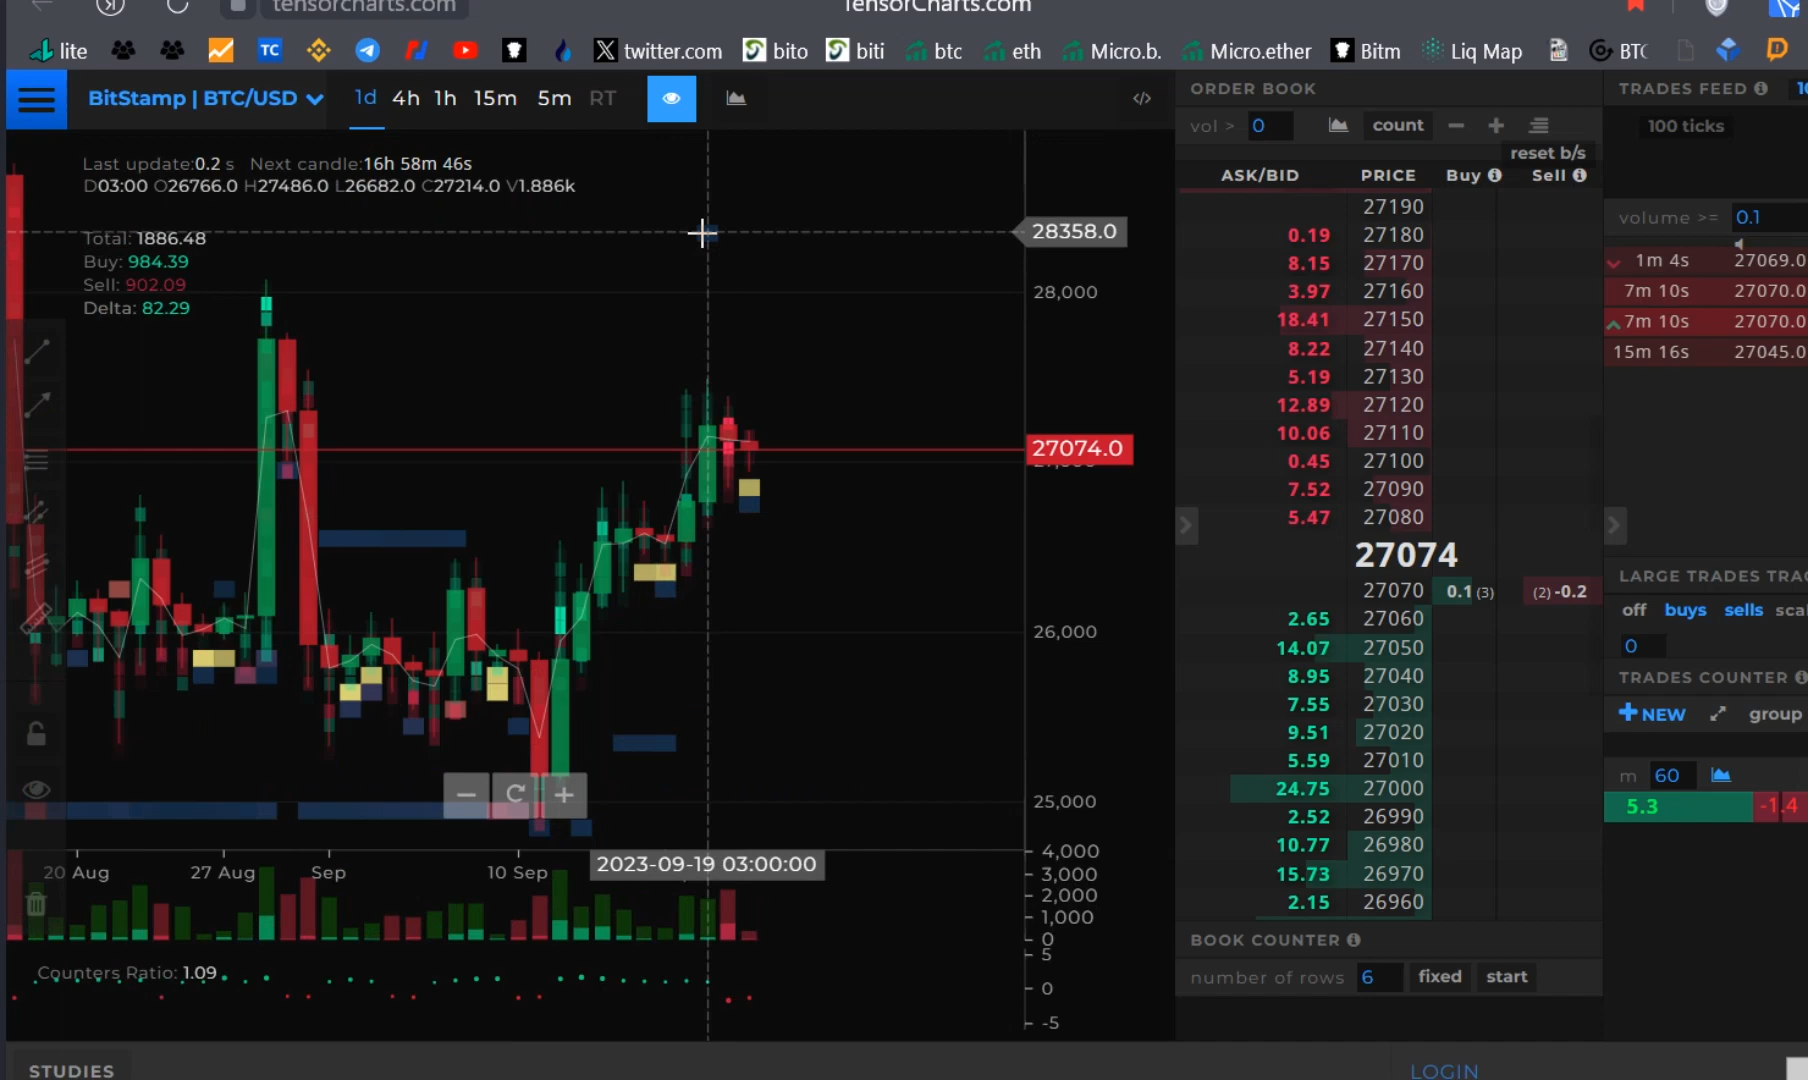 tensorcharts.com
TensorCharts.com
lite
TC
twitter.com
bito
biti
btc
eth
Micro.b.
Micro.ether
Bitm
Liq Map
BTC
BitStamp | BTC/USD
1d 4h 1h 15m 5m RT
</>
Last update:0.2 s Next candle:16h 58m 46s
D03:00 O26766.0 H27486.0 L26682.0 C27214.0 V1.886k
Total: 1886.48
Buy: 984.39
Sell: 902.09
Delta: 82.29
28358.0
28,000
27074.0
27,000
26,000
25,000
20 Aug
27 Aug
Sep
10 Sep
2023-09-19 03:00:00
4,000
3,000
2,000
1,000
0
5
0
-5
Counters Ratio: 1.09
STUDIES
LOGIN
ORDER BOOK
vol > 0 count
reset b/s
ASK/BID PRICE Buy Sell
27190
0.19 27180
8.15 27170
3.97 27160
18.41 27150
8.22 27140
5.19 27130
12.89 27120
10.06 27110
0.45 27100
7.52 27090
5.47 27080
27074
27070 0.1 (3) (2) -0.2
2.65 27060
14.07 27050
8.95 27040
7.55 27030
9.51 27020
5.59 27010
24.75 27000
2.52 26990
10.77 26980
15.73 26970
2.15 26960
BOOK COUNTER
number of rows 6 fixed start
TRADES FEED
100 ticks
volume >= 0.1
1m 4s 27069.0
7m 10s 27070.0
7m 10s 27070.0
15m 16s 27045.0
LARGE TRADES TRAC
off buys sells scal
0
TRADES COUNTER
NEW group
m 60
5.3 -1.4